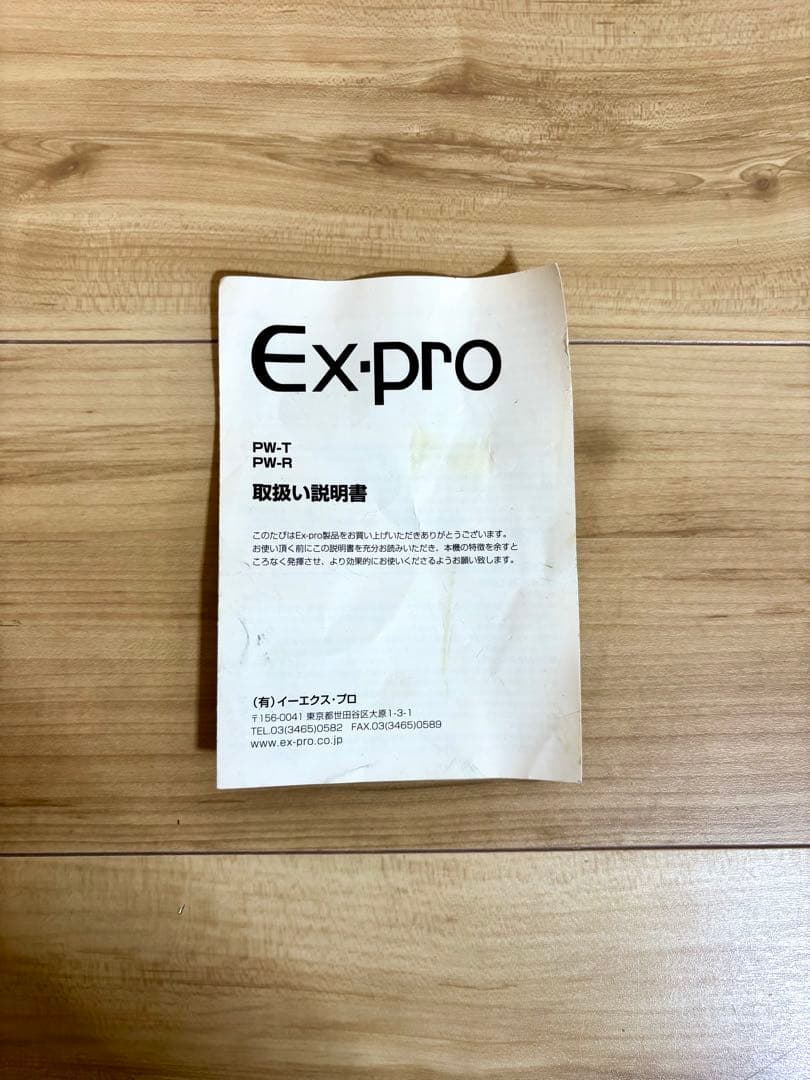 Ex·pro
PW-T
PW-R
取扱い説明書
このたびはEx-pro製品をお買い上げいただきありがとうございます。
お使い頂く前にこの説明書を充分お読みいただき、本機の特徴を余すと
ころなく発揮させ、より効果的にお使いくださるようお願い致します。
(有)イーエクス・プロ
〒156-0041 東京都世田谷区大原1-3-1
TEL.03(3465)0582 FAX.03(3465)0589
www.ex-pro.co.jp